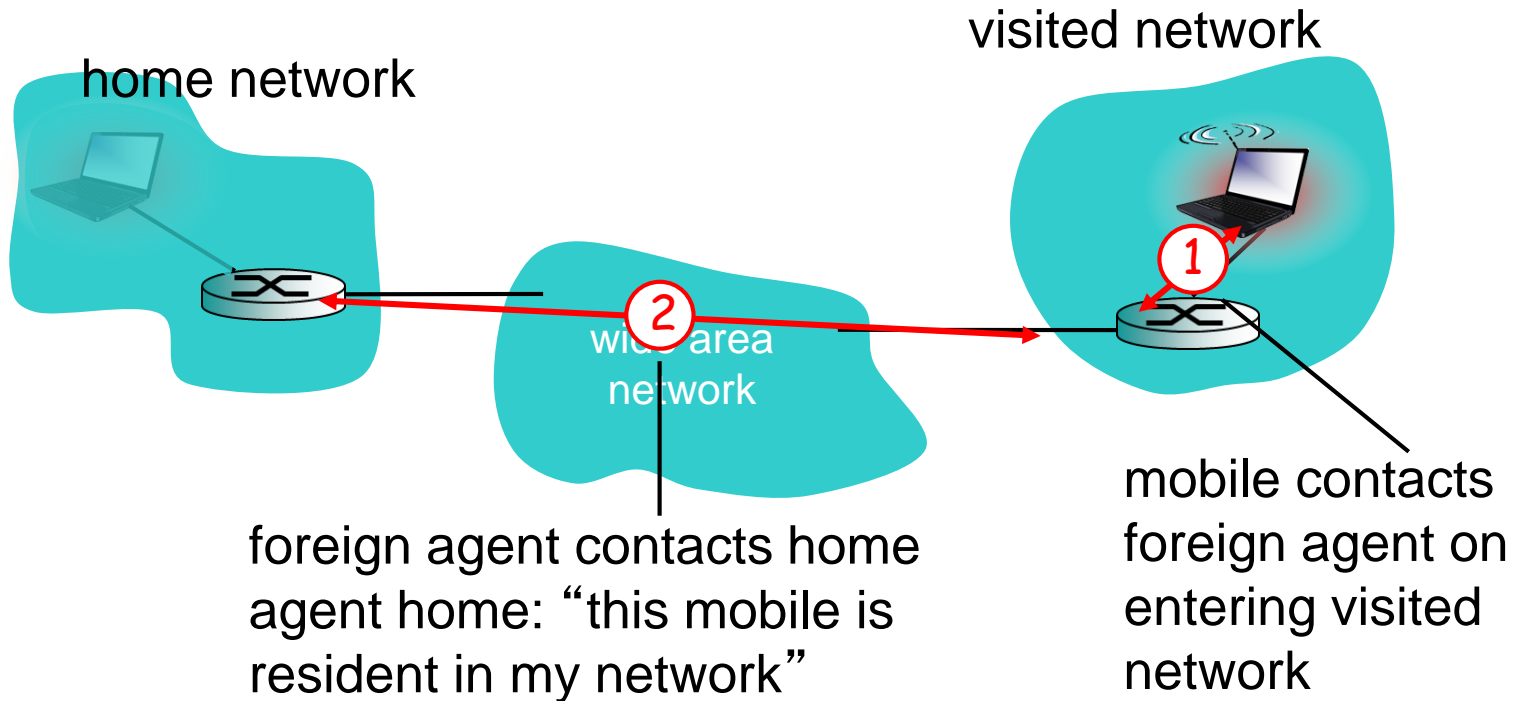 visited network
home network
1
2
wide area
network
foreign agent contacts home
agent home: “this mobile is
resident in my network”
mobile contacts
foreign agent on
entering visited
network